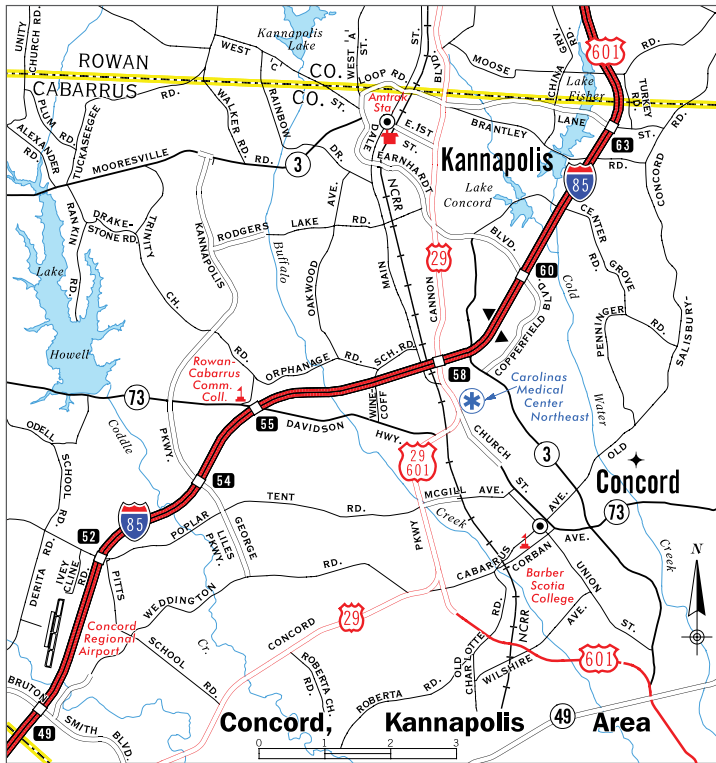 UNITY
CHURCH RD.
Kannapolis
Lake
WEST 'C' ST.
WEST 'A' ST.
ST.
BLVD
MOOSE RD.
CHINA GRV. RD.
601
ROWAN CO.
CABARRUS CO.
LOOP RD.
Lake
Fisher
TURKEY RD.
PLUM RD.
TUCKASEEGEE RD.
WALKER RD.
RAINBOW DR.
Amtrak
Sta.
E. 1ST ST.
BRANTLEY RD.
LANE ST.
63
ALEXANDER RD.
MOORESVILLE RD.
3
DALE EARNHARDT BLVD.
Kannapolis
85
Lake
Concord
CONCORD
RANKIN RD.
DRAKE-
STONE RD.
TRINITY CH. RD.
KANNAPOLIS PKWY.
RODGERS LAKE RD.
Buffalo
OAKWOOD AVE.
MAIN
NCRR
29
CANNON
CENTER GROVE RD.
60
Cold
Water
Creek
COPPERFIELD BLVD.
PENNINGER RD.
SALISBURY-
Lake
Howell
Rowan-
Cabarrus
Comm.
Coll.
ORPHANAGE RD.
SCH. RD.
WINE-
COFF
58
Carolinas
Medical
Center
Northeast
73
55
DAVIDSON HWY.
Coddle
Cr.
ODELL
SCHOOL RD.
54
29
601
CHURCH ST.
3
OLD
Concord
MCGILL AVE.
AVE.
73
52
85
POPLAR TENT RD.
Creek
GEORGE
LILES
PKWY.
PKWY
CABARRUS
CORBAN AVE.
Barber
Scotia
College
UNION ST.
N
DERITA RD.
IVEY
CLINE
RD.
PITTS
SCHOOL
RD.
WEDDINGTON RD.
Concord
Regional
Airport
29
CONCORD
OLD
CHARLOTTE RD.
NCRR
WILSHIRE AVE.
601
ROBERTA CH.
RD.
ROBERTA RD.
BRUTON
SMITH
BLVD.
49
49
Concord, Kannapolis Area
0 1 2 3